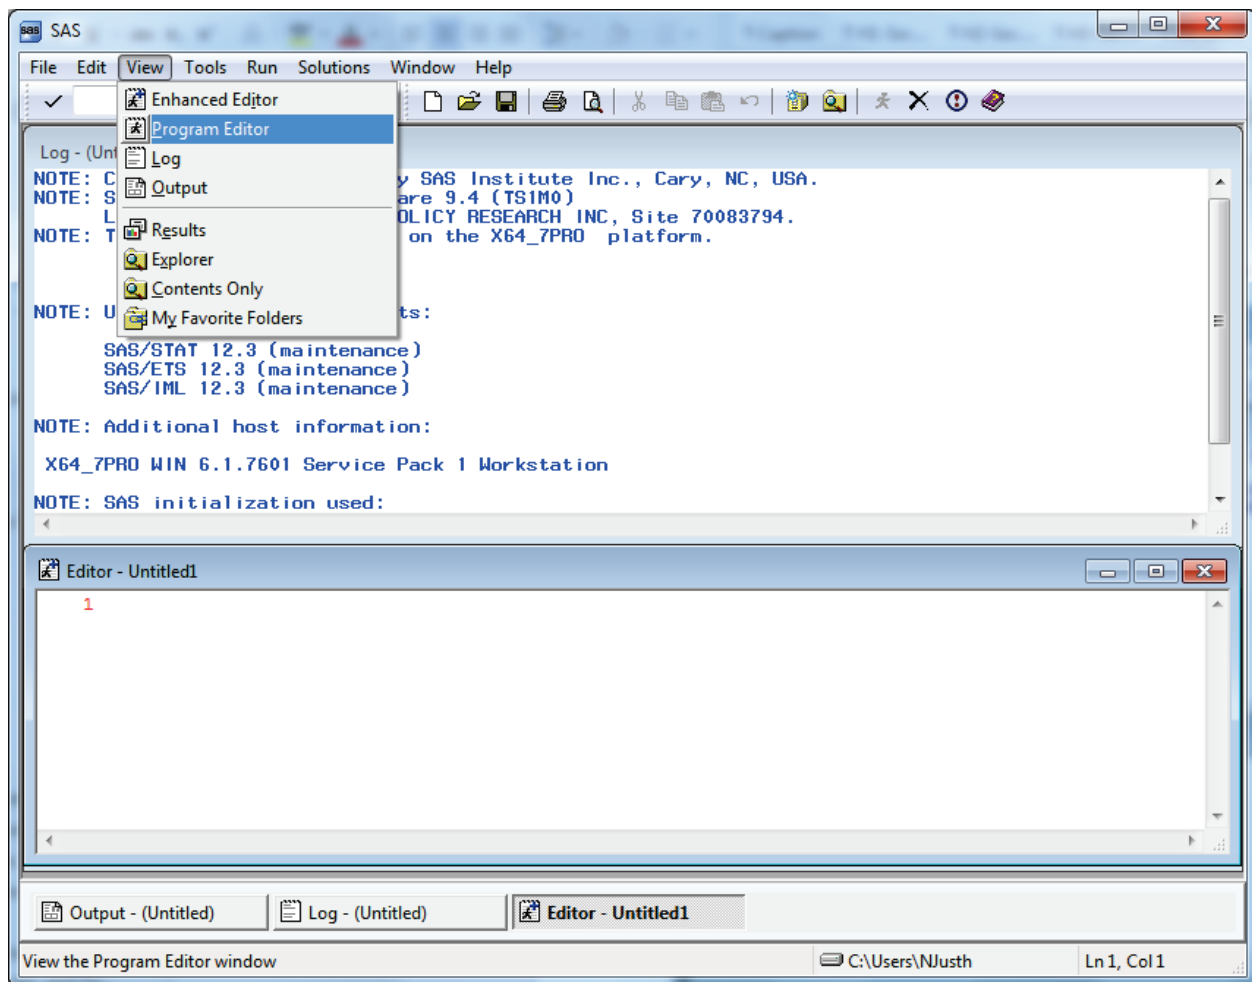 SAS
File Edit View Tools Run Solutions Window Help
Enhanced Editor
Program Editor
Log
Output
Results
Explorer
Contents Only
My Favorite Folders
Log - (Unt
NOTE: C y SAS Institute Inc., Cary, NC, USA.
NOTE: S are 9.4 (TS1M0)
L OLICY RESEARCH INC, Site 70083794.
NOTE: T on the X64_7PRO platform.
NOTE: U ts:
SAS/STAT 12.3 (maintenance)
SAS/ETS 12.3 (maintenance)
SAS/IML 12.3 (maintenance)
NOTE: Additional host information:
X64_7PRO WIN 6.1.7601 Service Pack 1 Workstation
NOTE: SAS initialization used:
Editor - Untitled1
1
Output - (Untitled) Log - (Untitled) Editor - Untitled1
View the Program Editor window C:\Users\NJusth Ln 1, Col 1